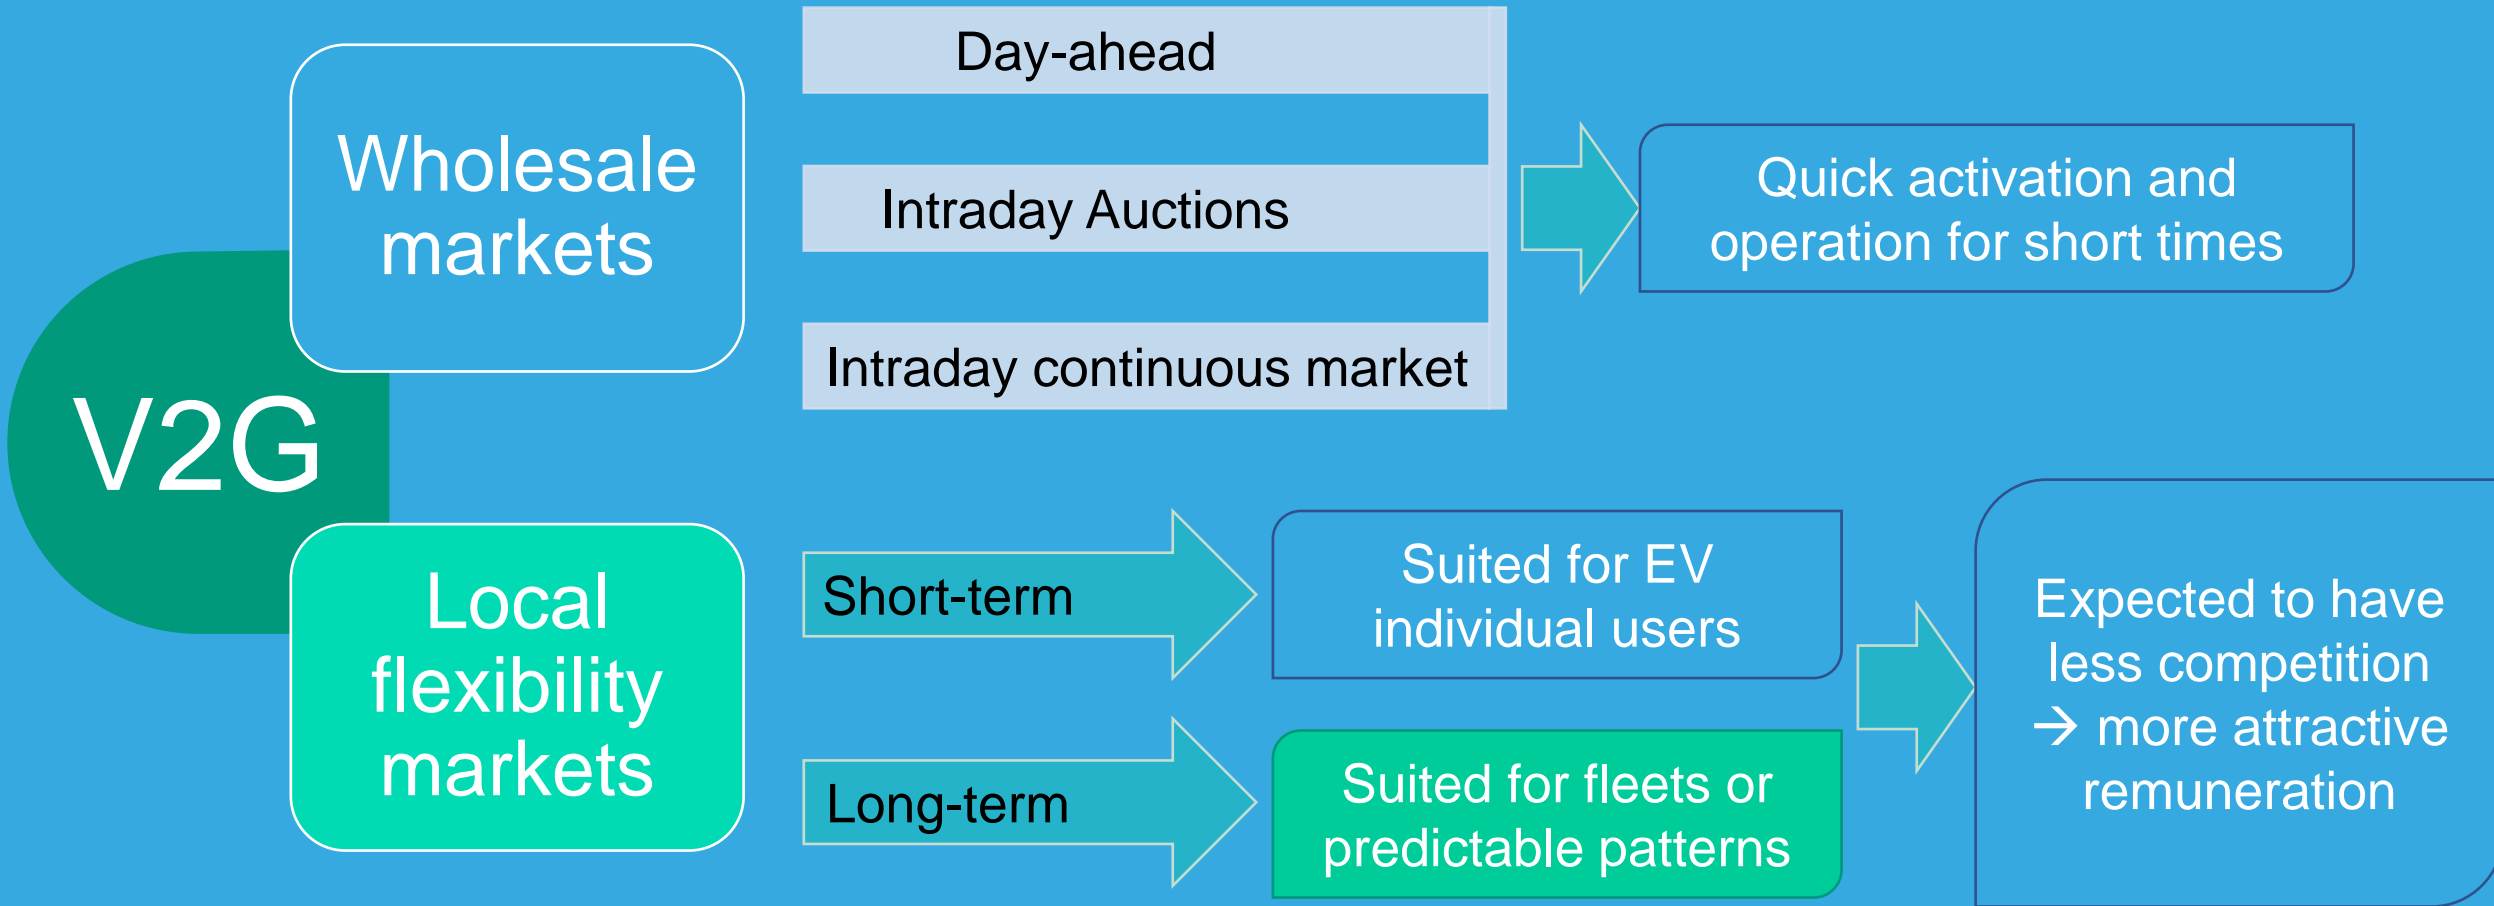 V2G
Wholesale
markets
Day-ahead
Intraday Auctions
Intraday continuous market
Quick activation and
operation for short times
Local
flexibility
markets
Short-term
Suited for EV
individual users
Long-term
Suited for fleets or
predictable patterns
Expected to have
less competition
→ more attractive
remuneration